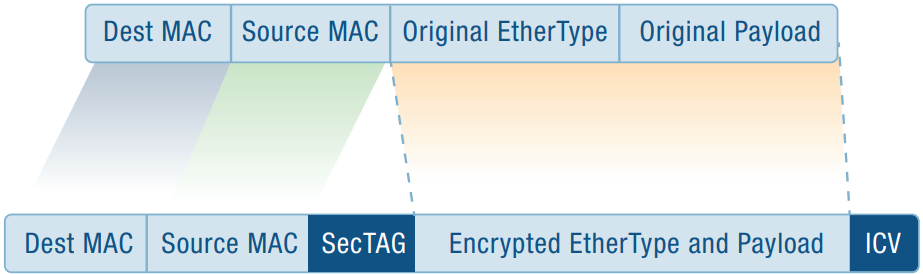 Dest MAC Source MAC Original EtherType Original Payload
Dest MAC Source MAC SecTAG Encrypted EtherType and Payload ICV